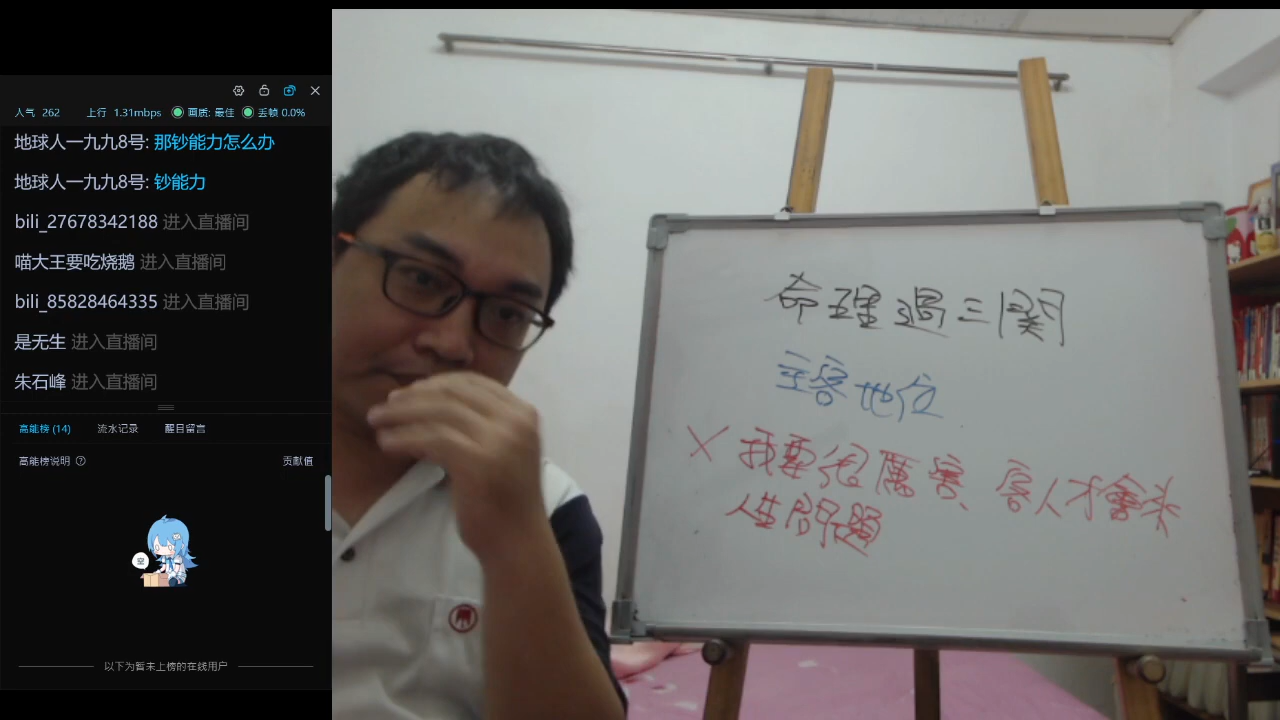 人气 262 上行 1.31mbps 画质: 最佳 丢帧 0.0%
地球人一九九8号: 那钞能力怎么办
地球人一九九8号: 钞能力
bili_27678342188 进入直播间
喵大王要吃烧鹅 进入直播间
bili_85828464335 进入直播间
是无生 进入直播间
朱石峰 进入直播间
高能榜 (14) 流水记录 醒目留言
高能榜说明 ? 贡献值
空
以下为暂未上榜的在线用户
命理過三関
主客地位
X 我要很厲害、客人才會来
人生問題